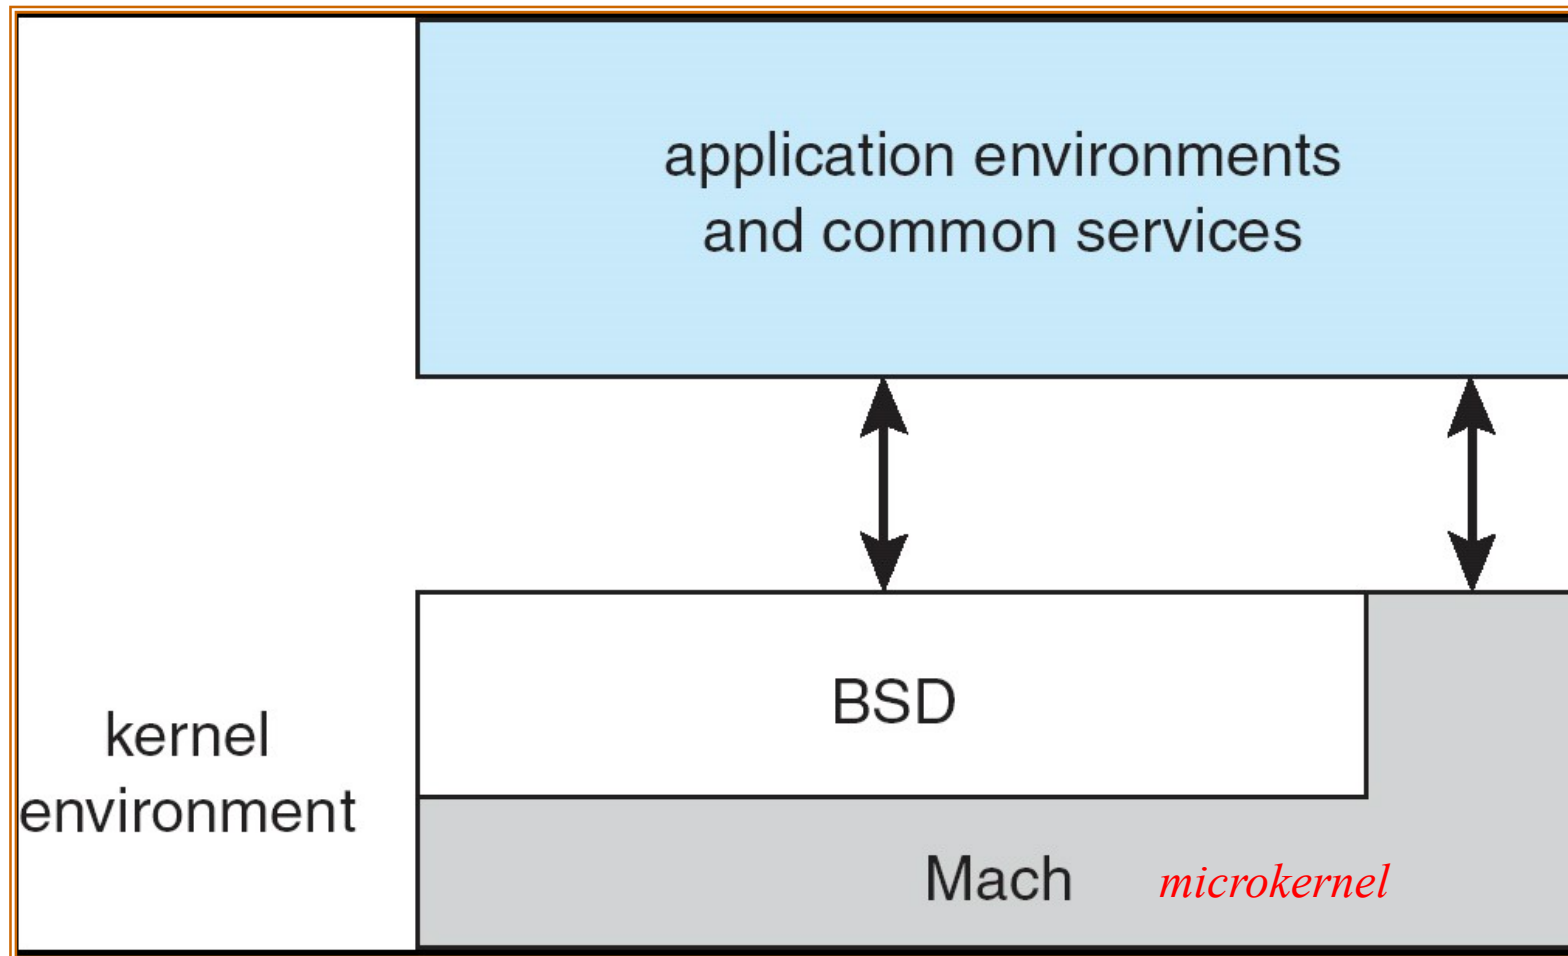 application environments
and common services
BSD
kernel
environment
Mach microkernel